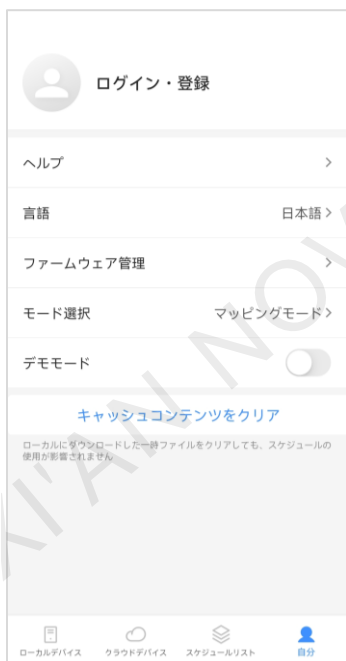 ログイン・登録
ヘルプ
言語 日本語
ファームウェア管理
モード選択 マッピングモード
デモモード
キャッシュコンテンツをクリア
ローカルにダウンロードした一時ファイルをクリアしても、スケジュールの
使用が影響されません
XI'AN NOV
ローカルデバイス クラウドデバイス スケジュールリスト 自分